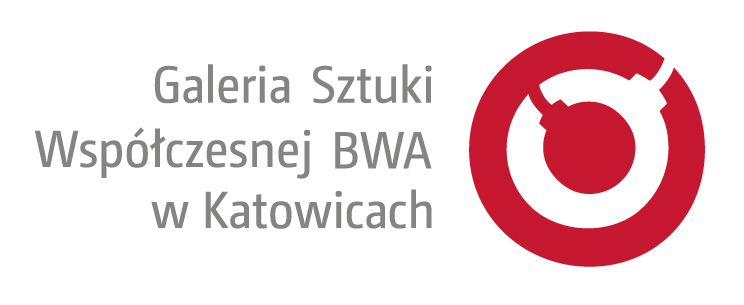 Galeria Sztuki
Współczesnej BWA
w Katowicach